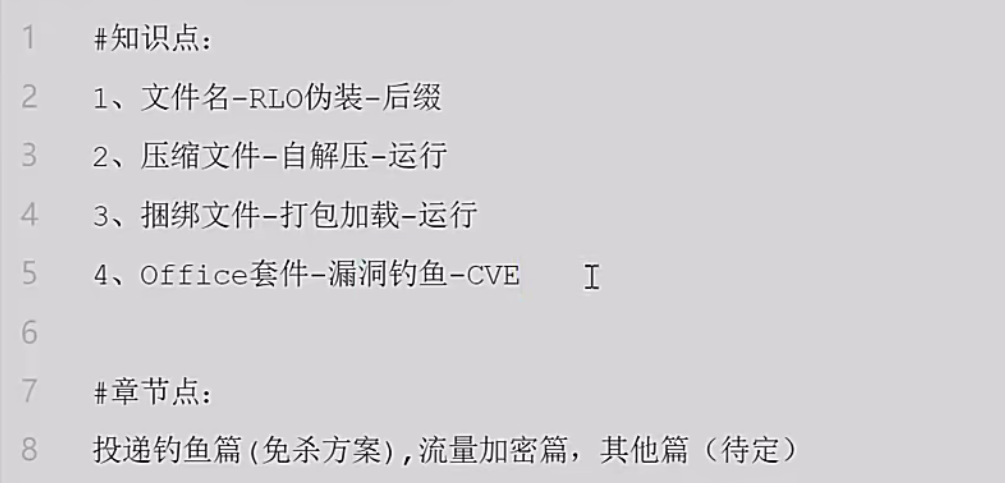 1 #知识点：
2 1、文件名-RLO伪装-后缀
3 2、压缩文件-自解压-运行
4 3、捆绑文件-打包加载-运行
5 4、Office套件-漏洞钓鱼-CVE
6
7 #章节点：
8 投递钓鱼篇(免杀方案),流量加密篇，其他篇（待定）